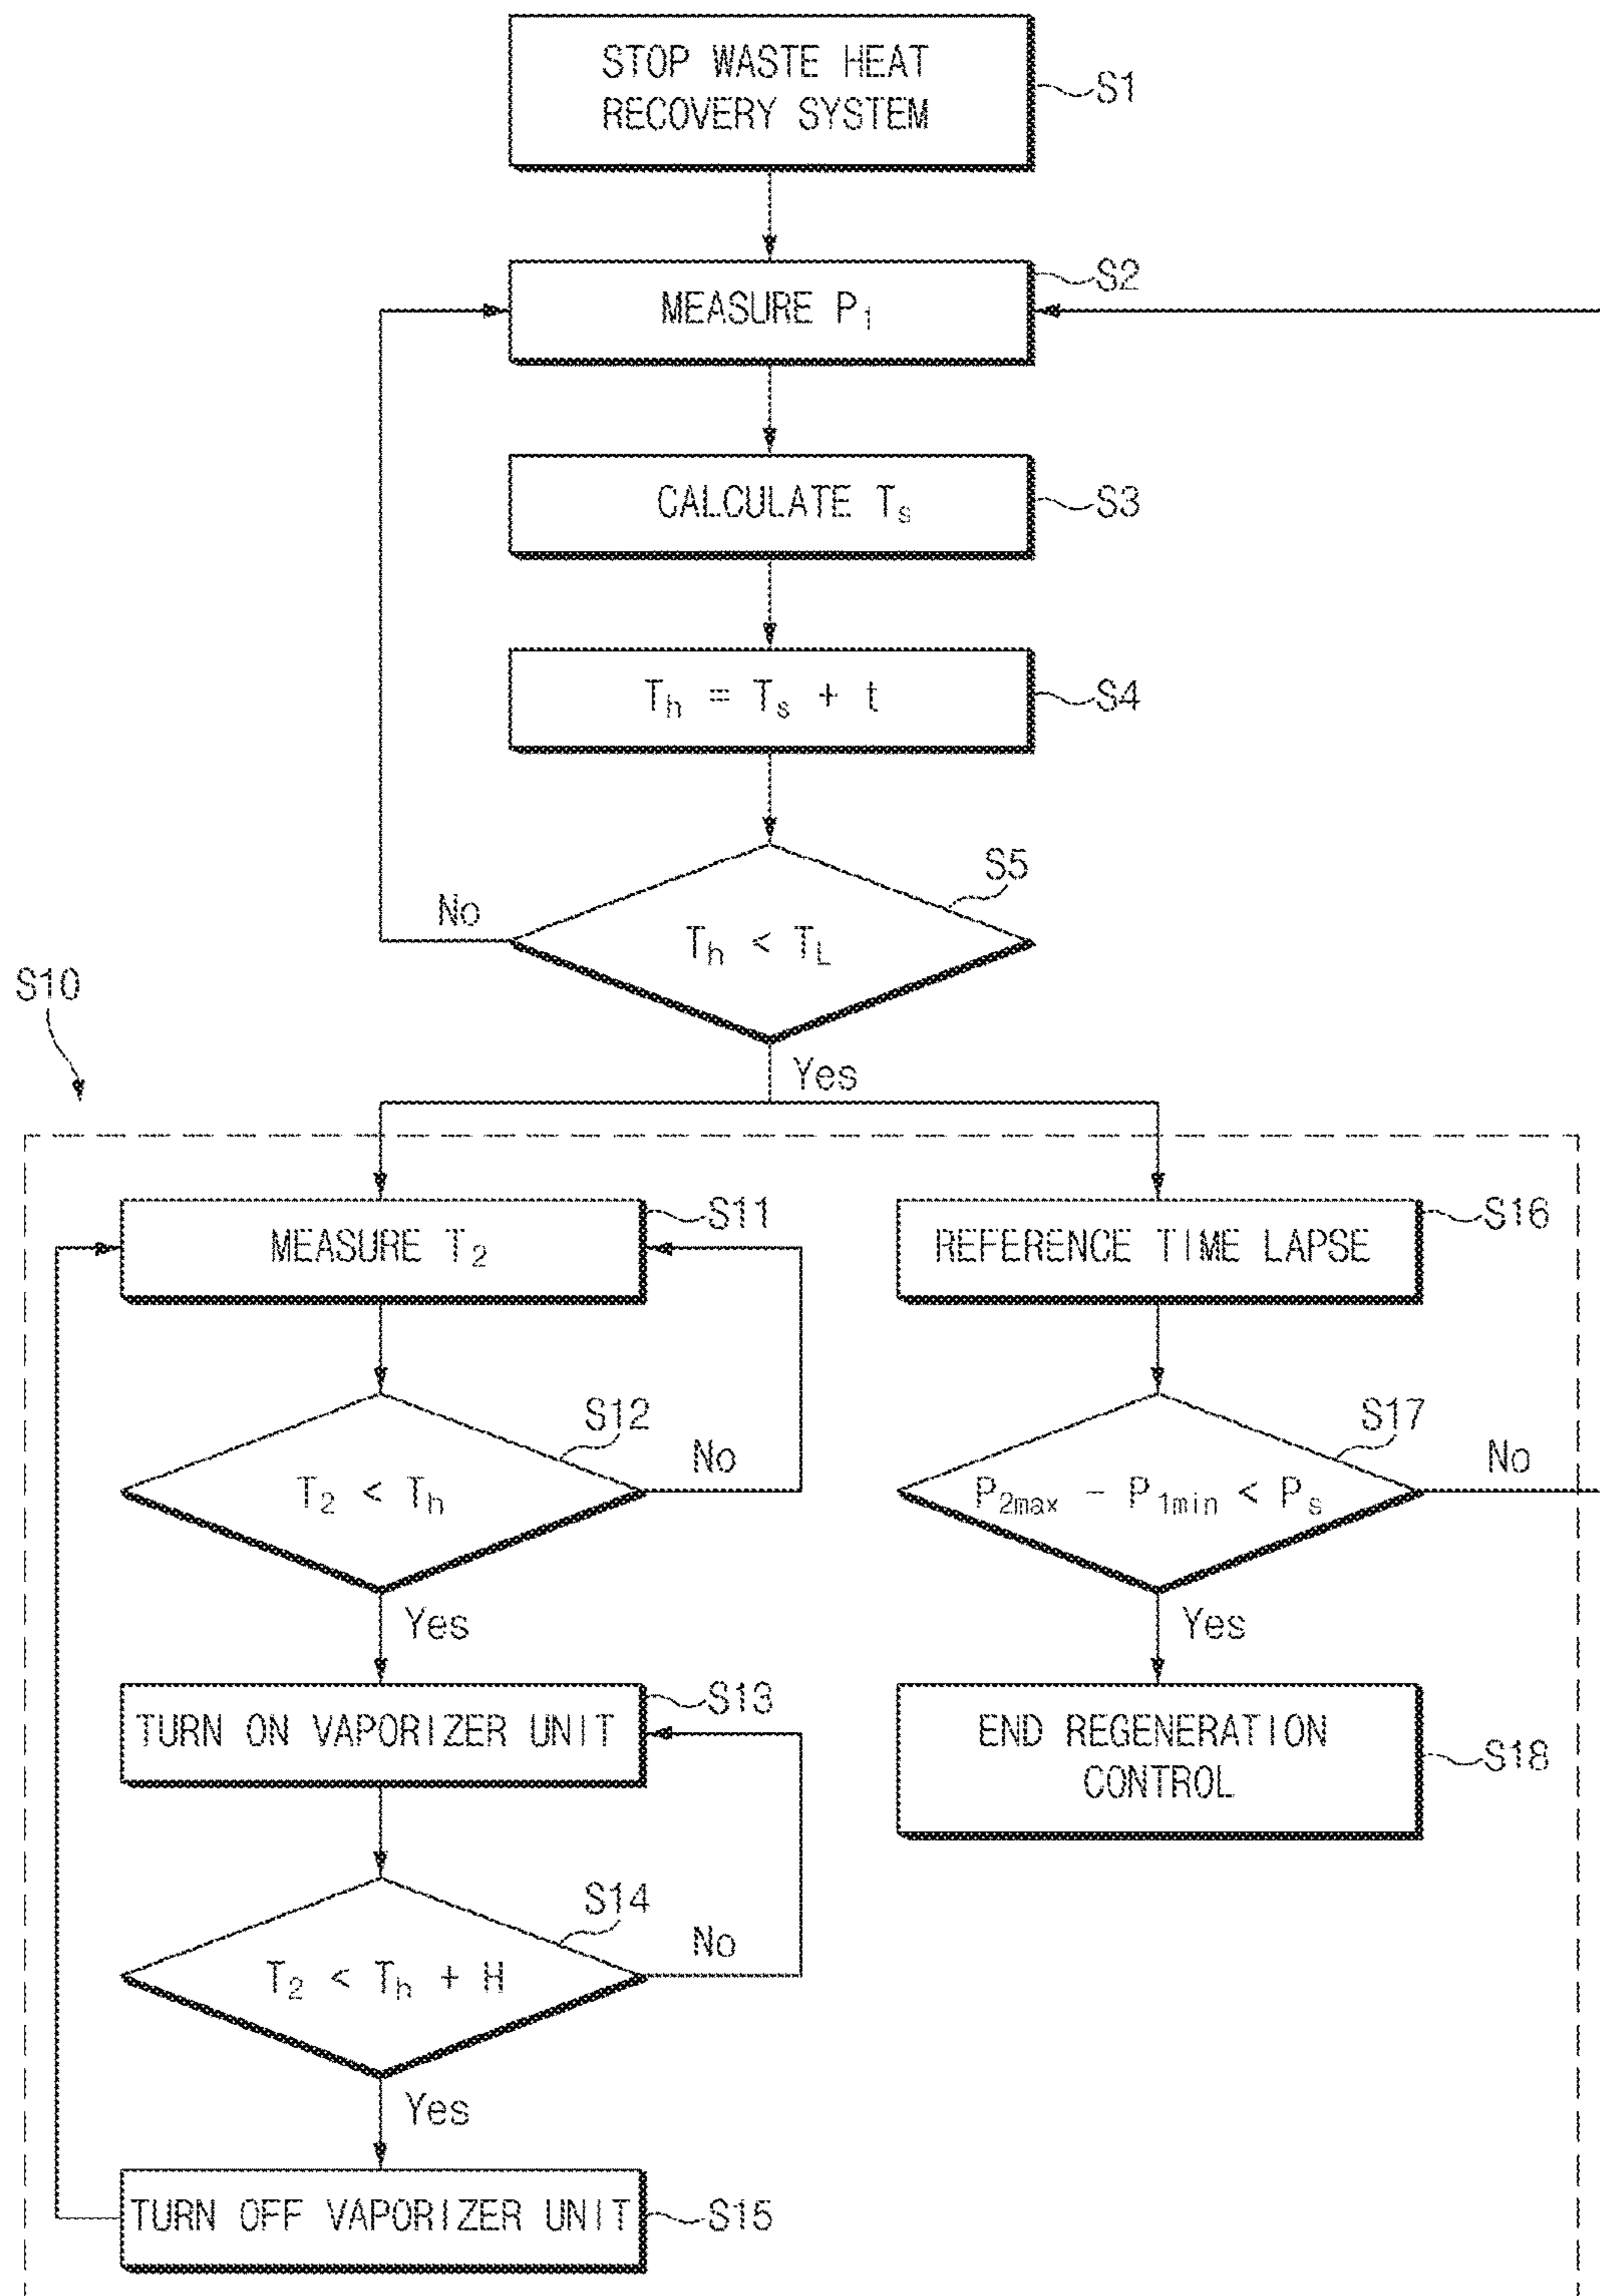 STOP WASTE HEAT
RECOVERY SYSTEM
S1
S2
MEASURE P₁
CALCULATE Tₛ
S3
Tₕ = Tₛ + t
S4
S5
No
Tₕ < T_L
S10
Yes
S11
MEASURE T₂
S16
REFERENCE TIME LAPSE
S12
No
T₂ < Tₕ
S17
No
P₂ₘₐₓ - P₁ₘᵢₙ < Pₛ
Yes
Yes
S13
TURN ON VAPORIZER UNIT
END REGENERATION
CONTROL
S18
S14
No
T₂ < Tₕ + H
Yes
TURN OFF VAPORIZER UNIT
S15